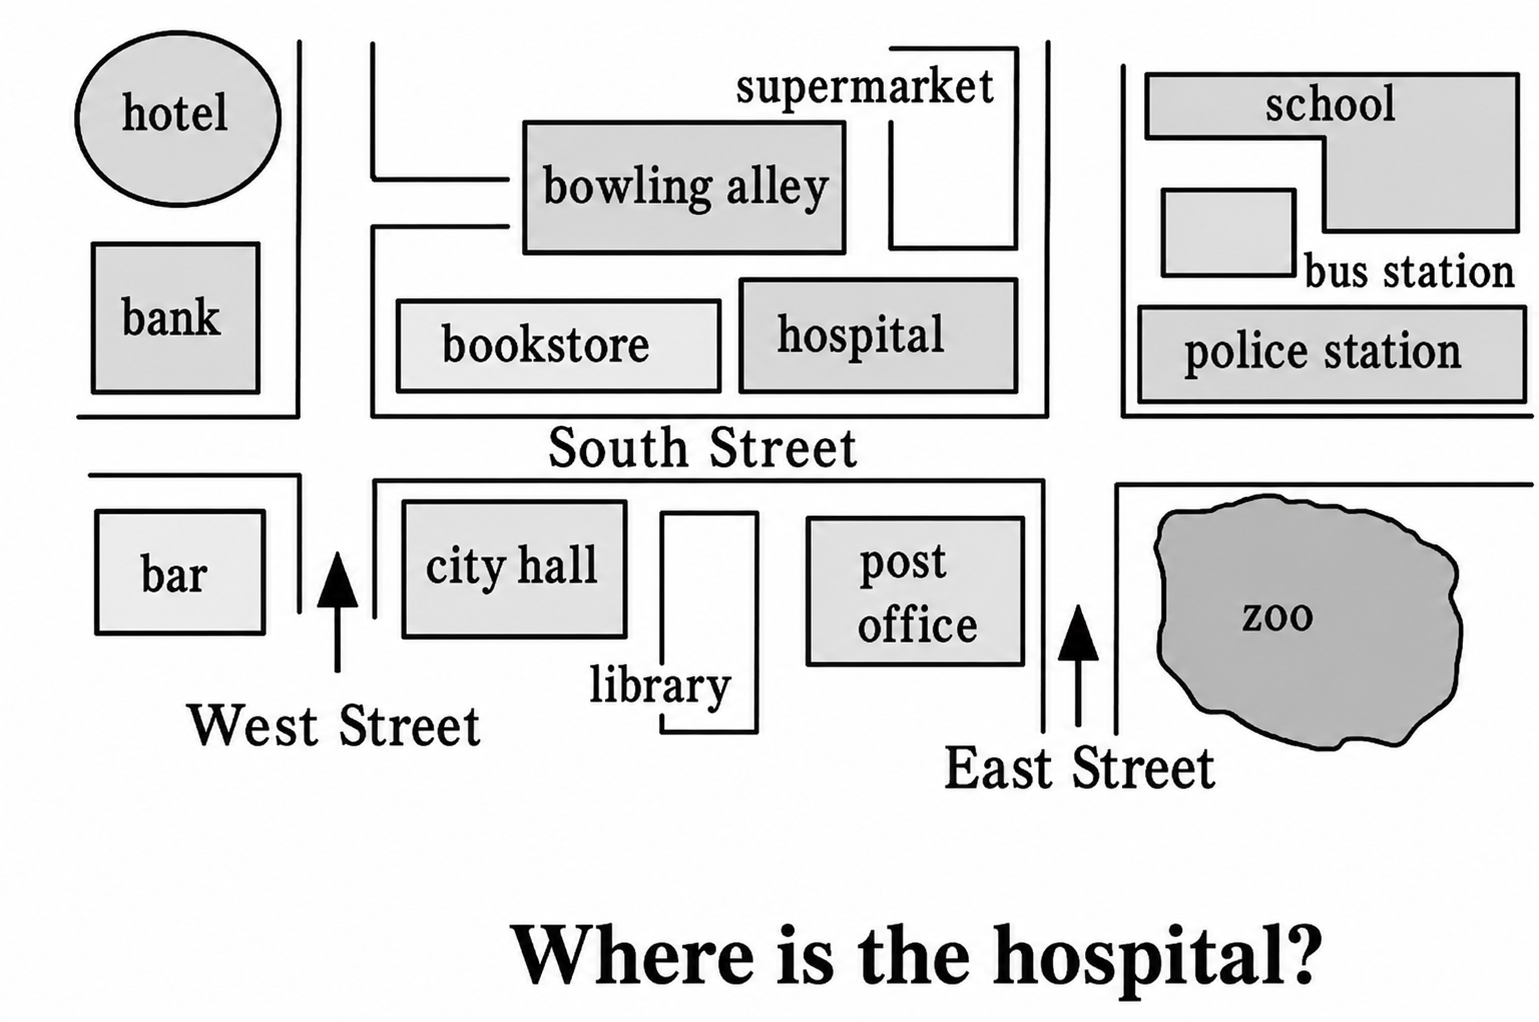 hotel
supermarket
school
bowling alley
bus station
bank
bookstore
hospital
police station
South Street
bar
city hall
post
office
zoo
library
West Street
East Street
Where is the hospital?